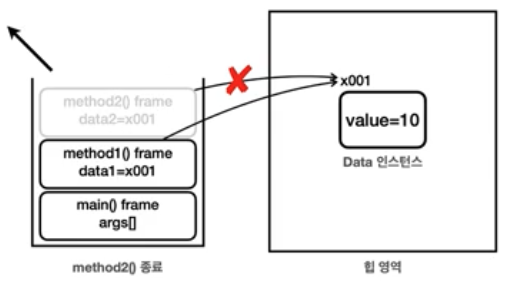 method2() frame
data2=x001
method1() frame
data1=x001
main() frame
args[]
method2() 종료
x001
value=10
Data 인스턴스
힙 영역